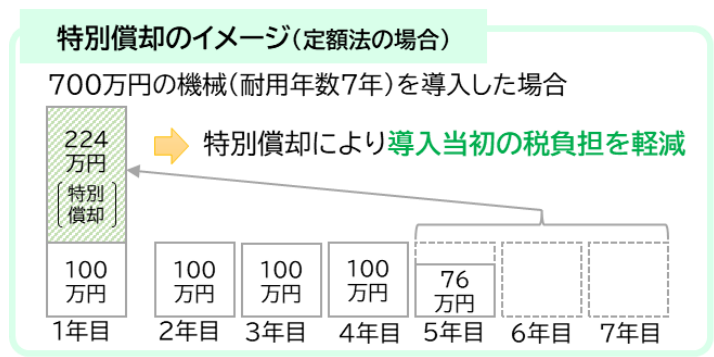 特別償却のイメージ(定額法の場合)
700万円の機械(耐用年数7年)を導入した場合
224
万円
特別
償却
特別償却により導入当初の税負担を軽減
100
万円
100
万円
100
万円
100
万円
76
万円
1年目
2年目
3年目
4年目
5年目
6年目
7年目